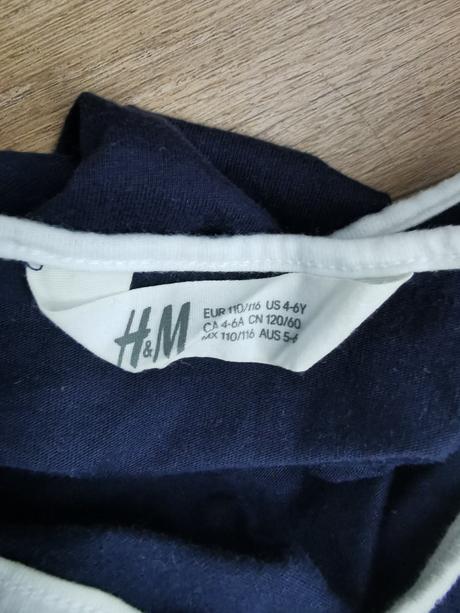 H&M
EUR 110/116 US 4-6Y
CA 4-6A CN 120/60
MX 110/116 AUS 5-6